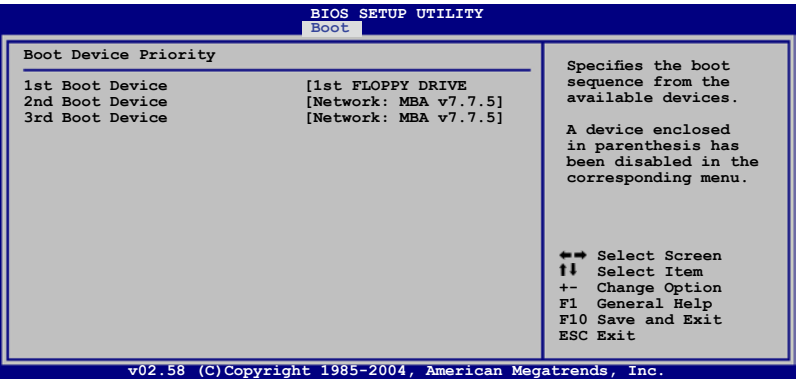 BIOS SETUP UTILITY
Boot
Boot Device Priority
1st Boot Device [1st FLOPPY DRIVE
2nd Boot Device [Network: MBA v7.7.5]
3rd Boot Device [Network: MBA v7.7.5]
Specifies the boot
sequence from the
available devices.
A device enclosed
in parenthesis has
been disabled in the
corresponding menu.
←→ Select Screen
↑↓ Select Item
+- Change Option
F1 General Help
F10 Save and Exit
ESC Exit
v02.58 (C)Copyright 1985-2004, American Megatrends, Inc.